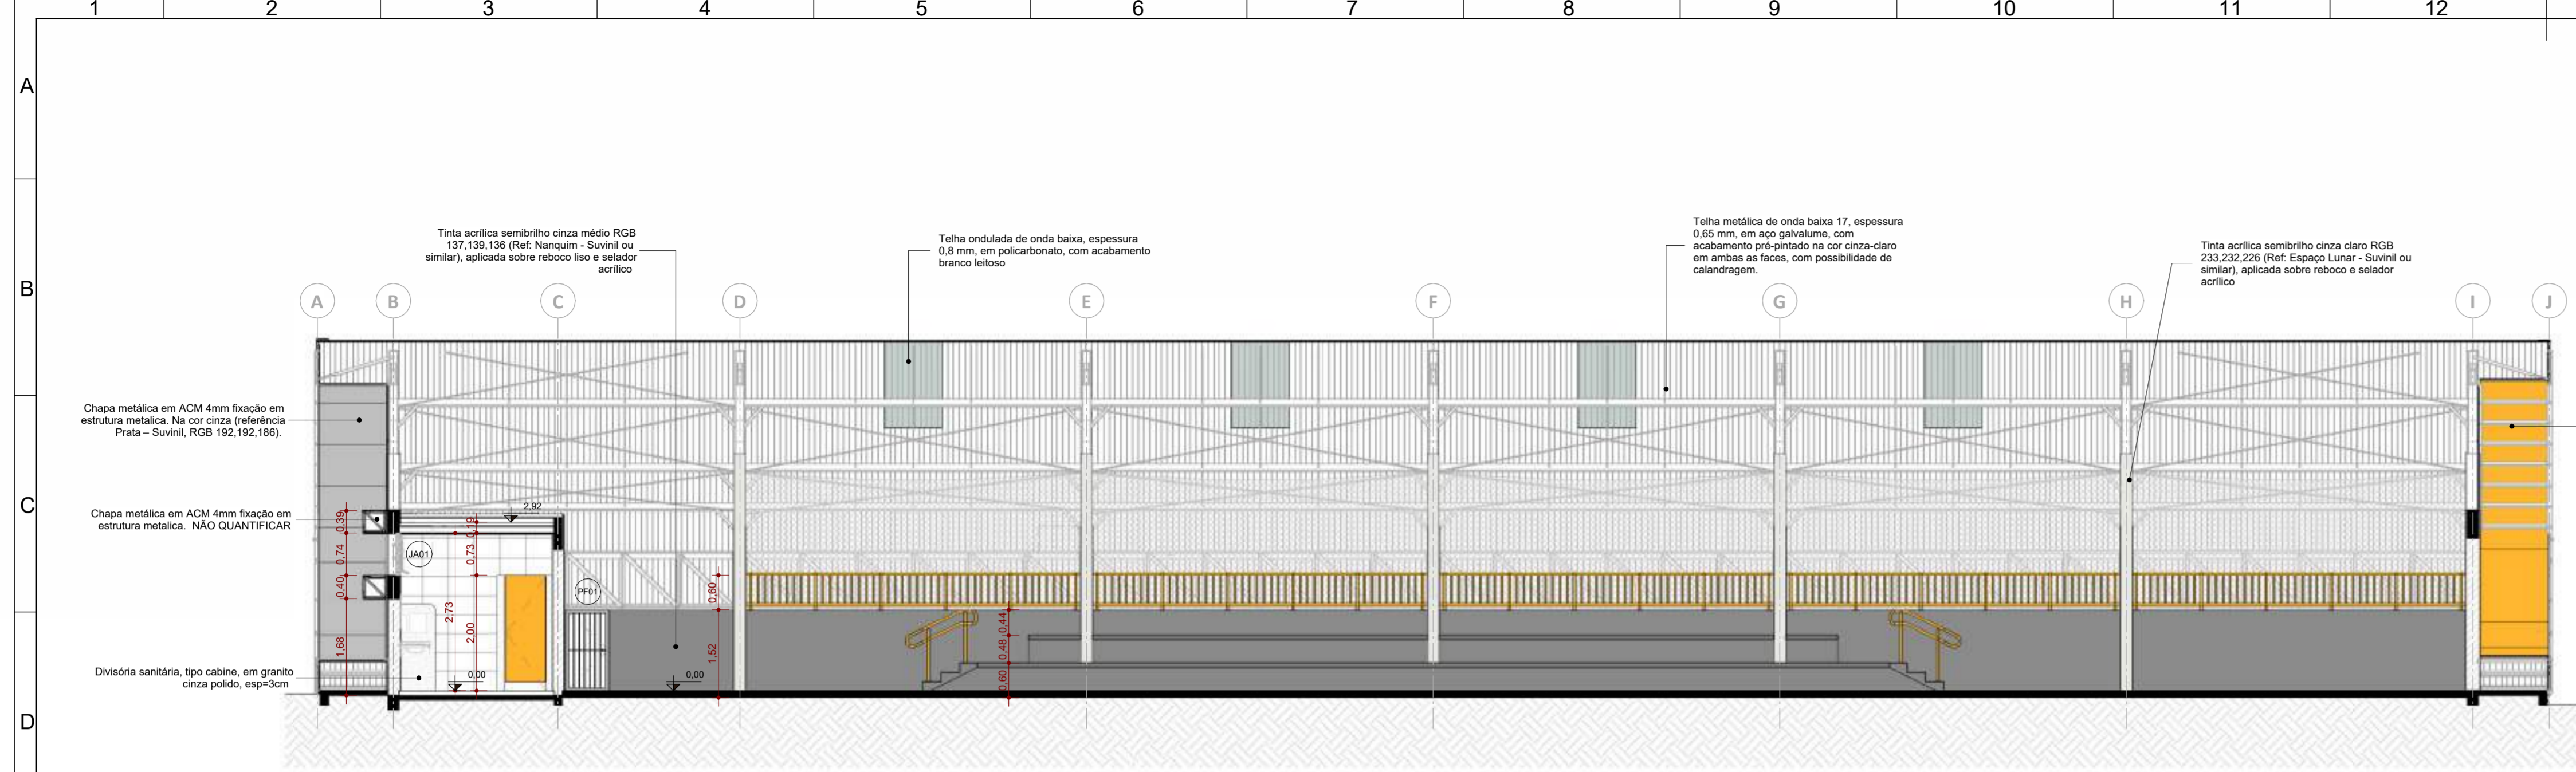 1 2 3 4 5 6 7 8 9 10 11 12
A
B
C
D
Tinta acrílica semibrilho cinza médio RGB
137,139,136 (Ref: Nanquim - Suvinil ou
similar), aplicada sobre reboco liso e selador
acrílico
Telha ondulada de onda baixa, espessura
0,8 mm, em policarbonato, com acabamento
branco leitoso
Telha metálica de onda baixa 17, espessura
0,65 mm, em aço galvalume, com
acabamento pré-pintado na cor cinza-claro
em ambas as faces, com possibilidade de
calandragem.
Tinta acrílica semibrilho cinza claro RGB
233,232,226 (Ref: Espaço Lunar - Suvinil ou
similar), aplicada sobre reboco e selador
acrílico
A B C D E F G H I J
Chapa metálica em ACM 4mm fixação em
estrutura metalica. Na cor cinza (referência
Prata – Suvinil, RGB 192,192,186).
Chapa metálica em ACM 4mm fixação em
estrutura metalica. NÃO QUANTIFICAR
Divisória sanitária, tipo cabine, em granito
cinza polido, esp=3cm
0,39
0,74
0,40
1,68
2,92
0,19
0,73
2,73
2,00
JA01
0,00
PF01
0,60
1,52
0,00
0,44
0,48
0,60